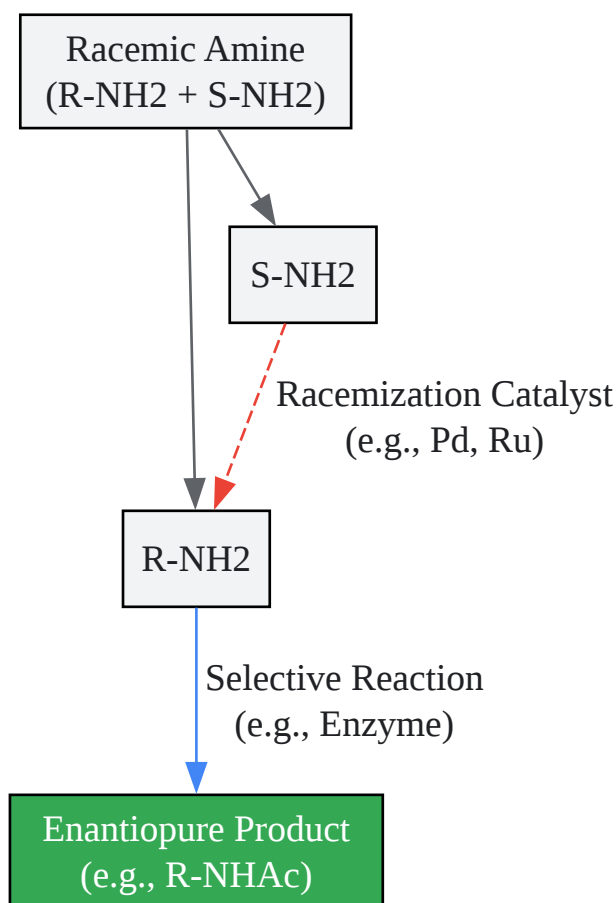 Racemic Amine
(R-NH2 + S-NH2)
S-NH2
Racemization Catalyst
(e.g., Pd, Ru)
R-NH2
Selective Reaction
(e.g., Enzyme)
Enantiopure Product
(e.g., R-NHAc)